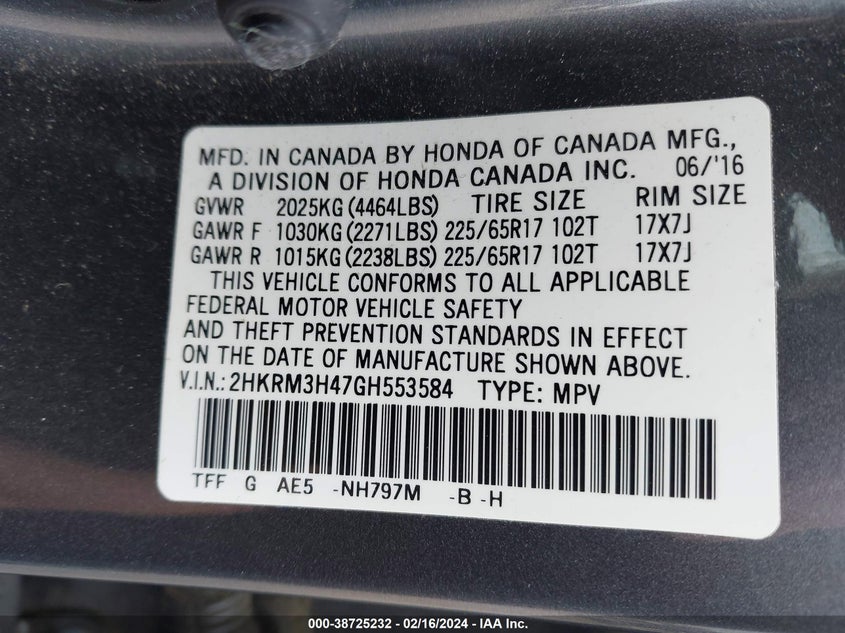 MFD. IN CANADA BY HONDA OF CANADA MFG.,
A DIVISION OF HONDA CANADA INC. 06/'16
GVWR 2025KG (4464LBS) TIRE SIZE RIM SIZE
GAWR F 1030KG (2271LBS) 225/65R17 102T 17X7J
GAWR R 1015KG (2238LBS) 225/65R17 102T 17X7J
THIS VEHICLE CONFORMS TO ALL APPLICABLE
FEDERAL MOTOR VEHICLE SAFETY
AND THEFT PREVENTION STANDARDS IN EFFECT
ON THE DATE OF MANUFACTURE SHOWN ABOVE.
V.I.N.: 2HKRM3H47GH553584 TYPE: MPV
TFF G AE5 -NH797M -B -H
000-38725232 - 02/16/2024 - IAA Inc.